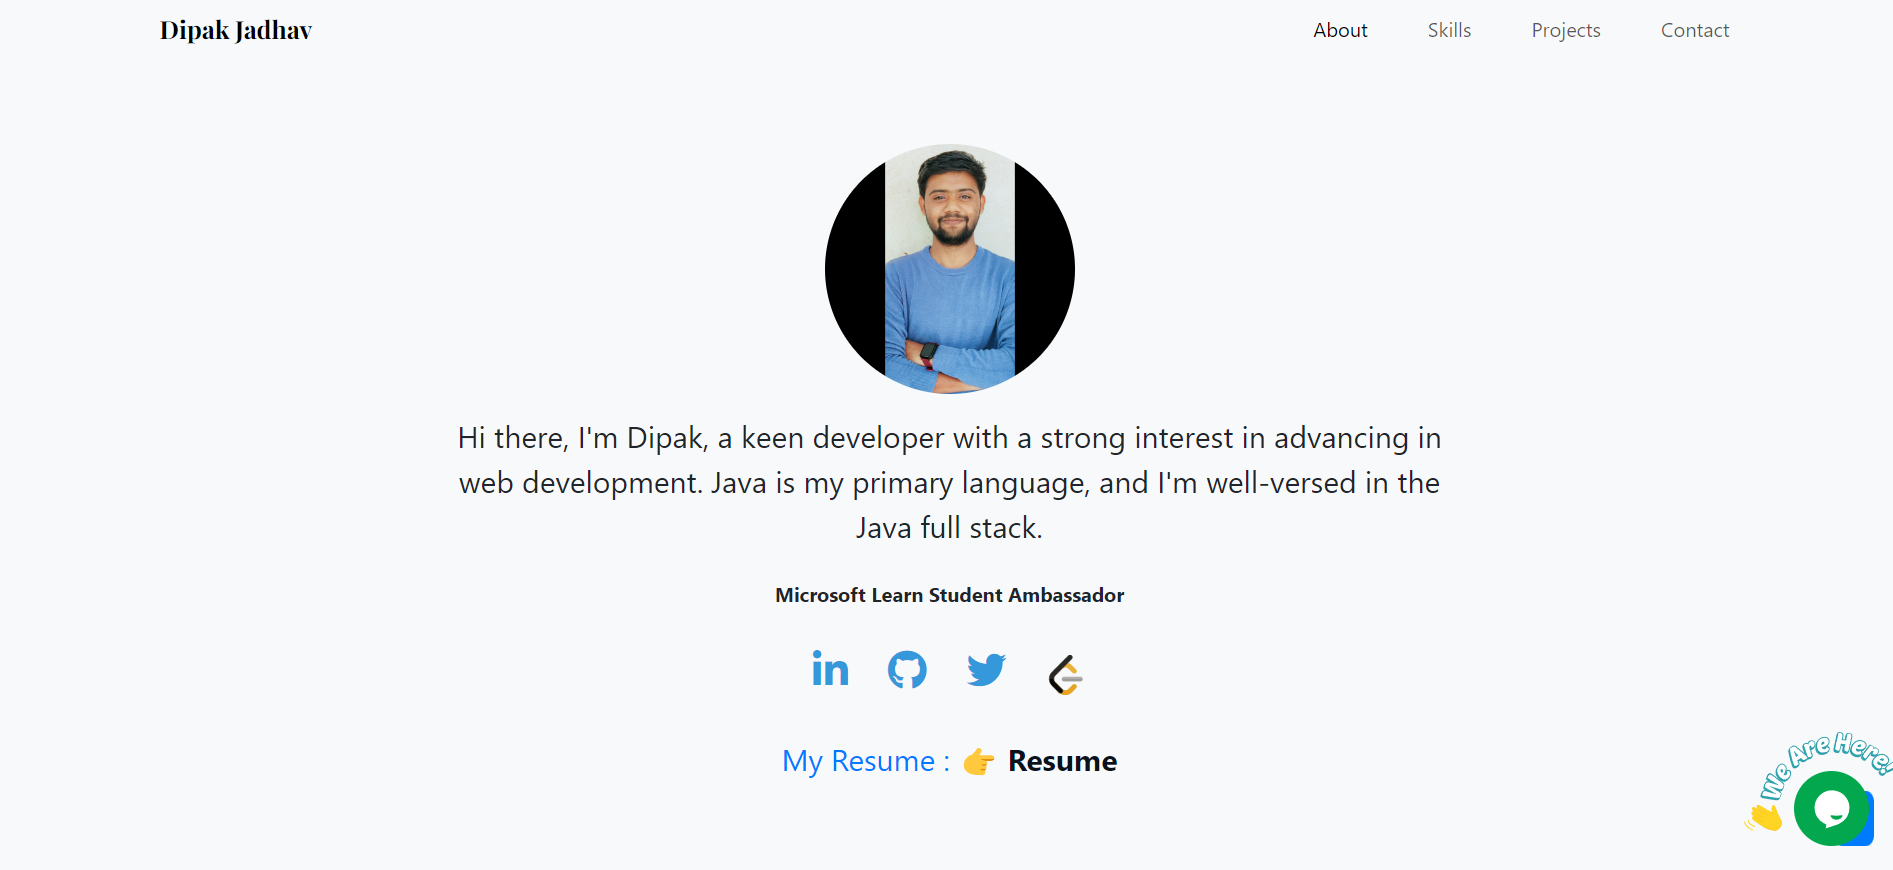 Dipak Jadhav
About
Skills
Projects
Contact
Hi there, I'm Dipak, a keen developer with a strong interest in advancing in
web development. Java is my primary language, and I'm well-versed in the
Java full stack.
Microsoft Learn Student Ambassador
in
My Resume : 👉 Resume
We Are Here!